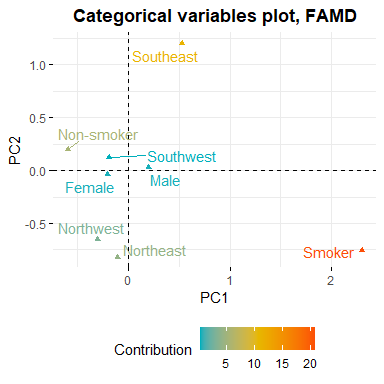 Categorical variables plot, FAMD
PC2
1.0
0.5
0.0
-0.5
Southeast
Non-smoker
Southwest
Female
Male
Northwest
Northeast
Smoker
0
1
2
PC1
Contribution
5
10
15
20